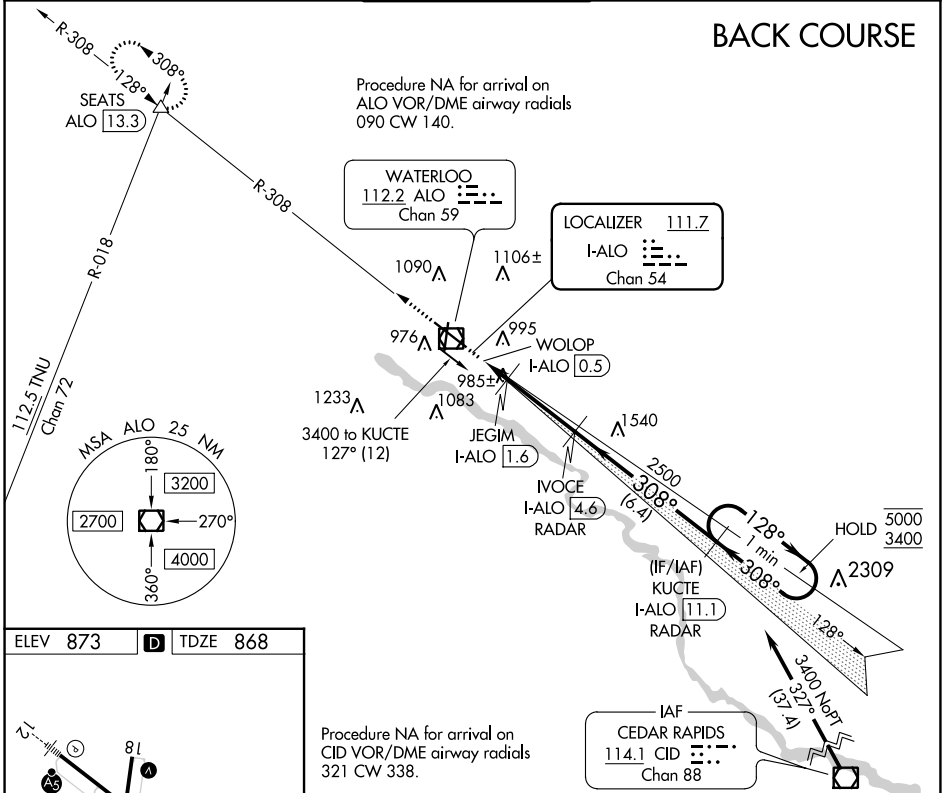 BACK COURSE
R-308
308°
128°
SEATS
ALO 13.3
Procedure NA for arrival on
ALO VOR/DME airway radials
090 CW 140.
R-308
WATERLOO
112.2 ALO
Chan 59
LOCALIZER 111.7
I-ALO
Chan 54
R-018
1090
1106±
976
995
WOLOP
I-ALO 0.5
985±
112.5 TNU
Chan 72
1233
1083
3400 to KUCTE
127° (12)
JEGIM
I-ALO 1.6
1540
MSA ALO 25 NM
180°
3200
2700
270°
4000
360°
2500
308°
(6.4)
IVOCE
I-ALO 4.6
RADAR
128°
1 min
308°
HOLD 5000
3400
2309
(IF/IAF)
KUCTE
I-ALO 11.1
RADAR
128°
ELEV 873 D TDZE 868
3400 NoPT
327°
(37.4)
12
P
18
V
A5
Procedure NA for arrival on
CID VOR/DME airway radials
321 CW 338.
IAF
CEDAR RAPIDS
114.1 CID
Chan 88